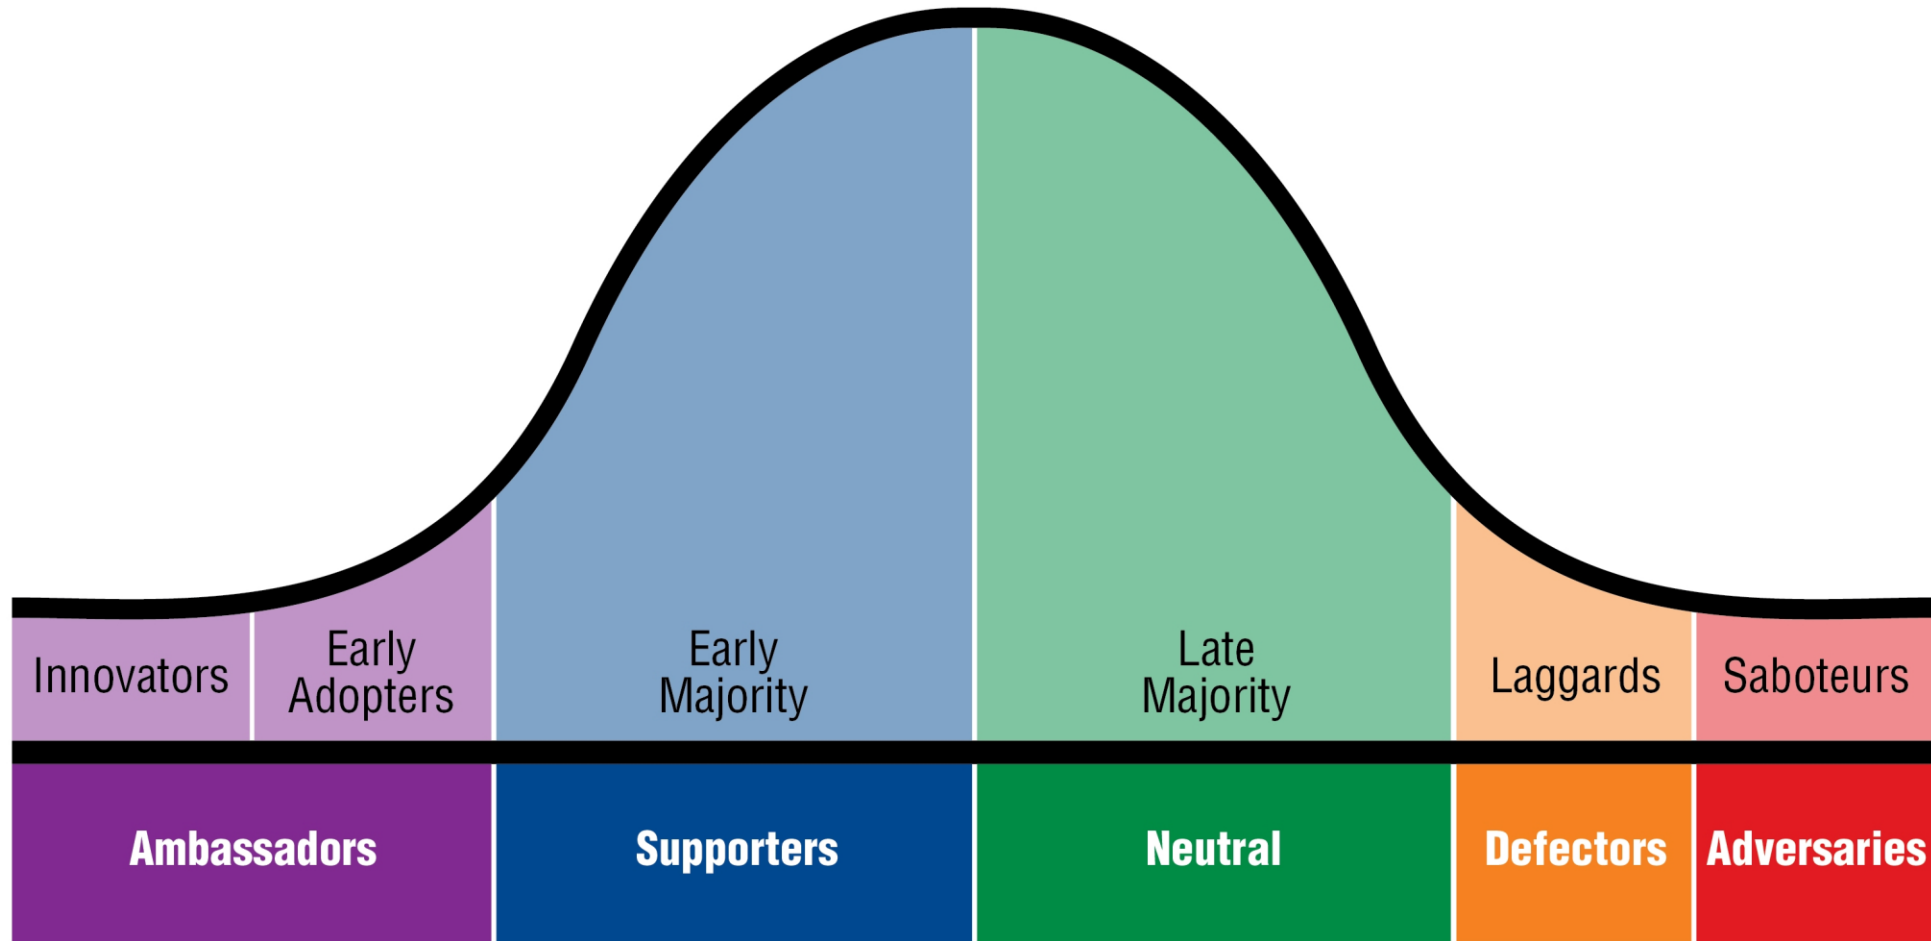 Innovators
Early
Adopters
Early
Majority
Late
Majority
Laggards
Saboteurs
Ambassadors
Supporters
Neutral
Defectors
Adversaries